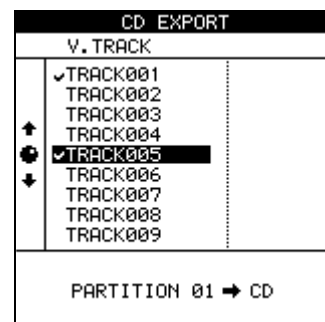 CD EXPORT
V.TRACK
✓TRACK001
TRACK002
TRACK003
TRACK004
✓TRACK005
TRACK006
TRACK007
TRACK008
TRACK009
PARTITION 01 ➡ CD